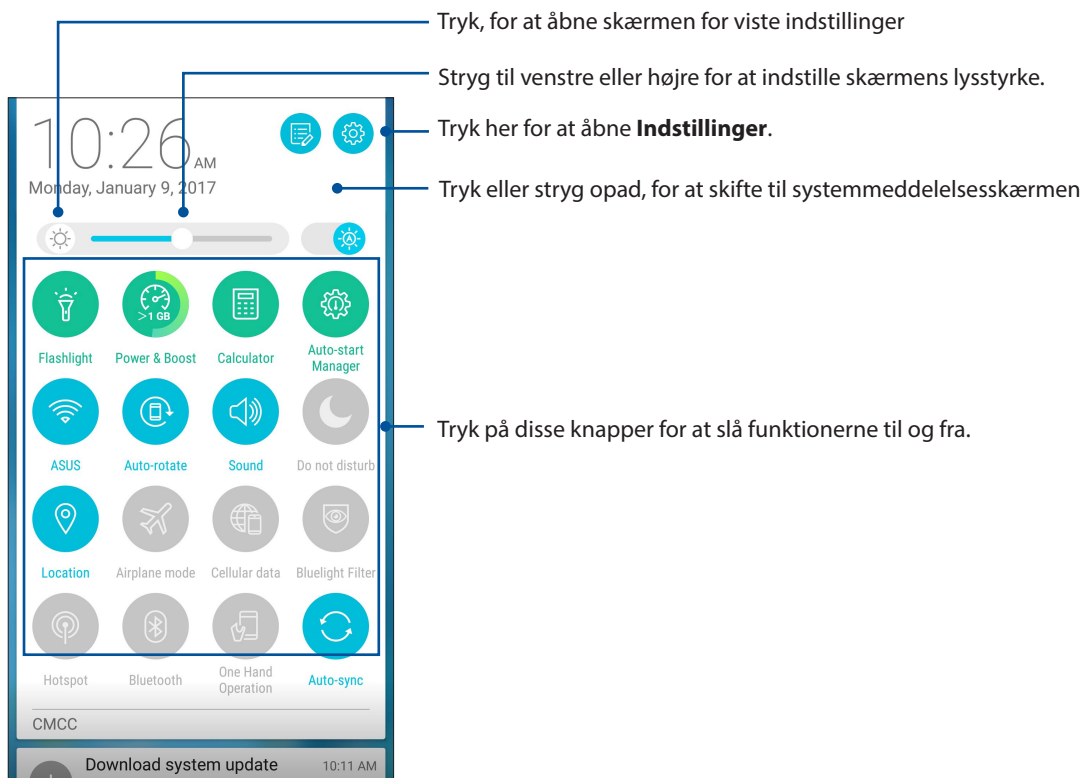 Tryk, for at åbne skærmen for viste indstillinger
Stryg til venstre eller højre for at indstille skærmens lysstyrke.
Tryk her for at åbne Indstillinger.
Tryk eller stryg opad, for at skifte til systemmeddelelsesskærmen
10:26 AM
Monday, January 9, 2017
A
>1 GB
Flashlight Power & Boost Calculator Auto-start
Manager
Tryk på disse knapper for at slå funktionerne til og fra.
ASUS Auto-rotate Sound Do not disturb
Location Airplane mode Cellular data Bluelight Filter
Hotspot Bluetooth One Hand
Operation Auto-sync
CMCC
Download system update 10:11 AM